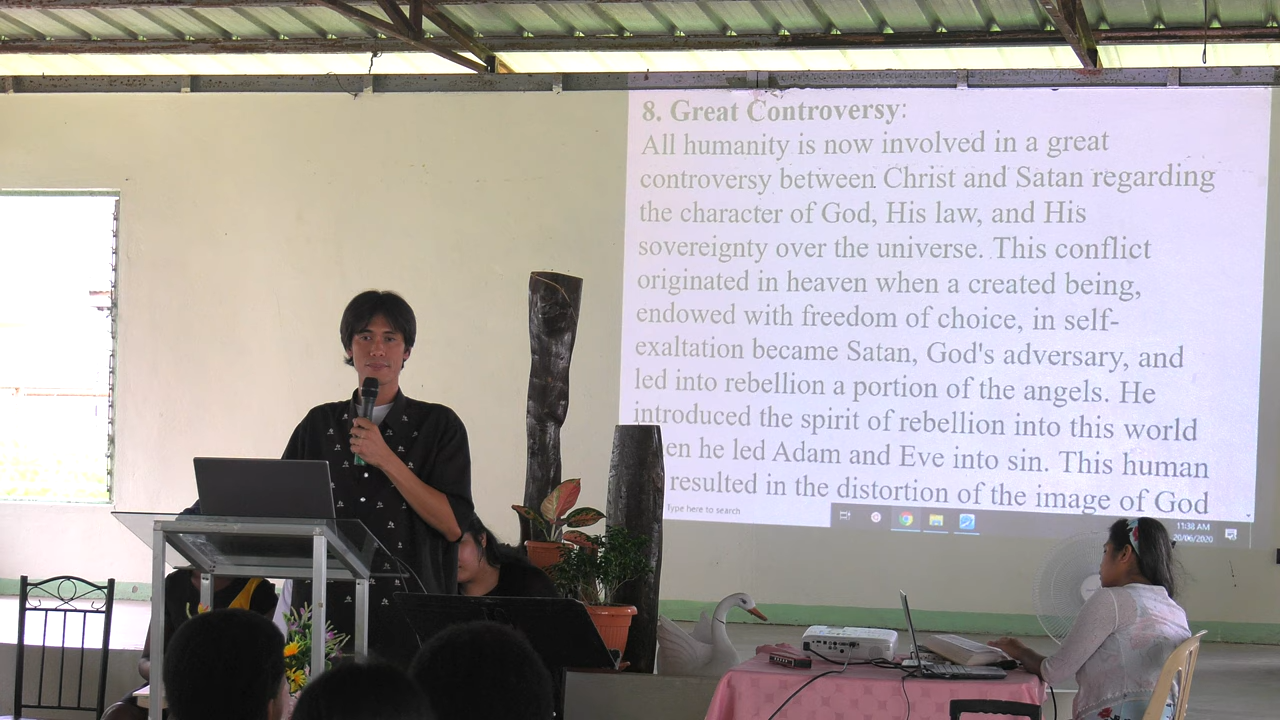 8. Great Controversy:
All humanity is now involved in a great
controversy between Christ and Satan regarding
the character of God, His law, and His
sovereignty over the universe. This conflict
originated in heaven when a created being,
endowed with freedom of choice, in self-
exaltation became Satan, God's adversary, and
led into rebellion a portion of the angels. He
introduced the spirit of rebellion into this world
en he led Adam and Eve into sin. This human
resulted in the distortion of the image of God
Type here to search
11:38 AM
20/06/2020